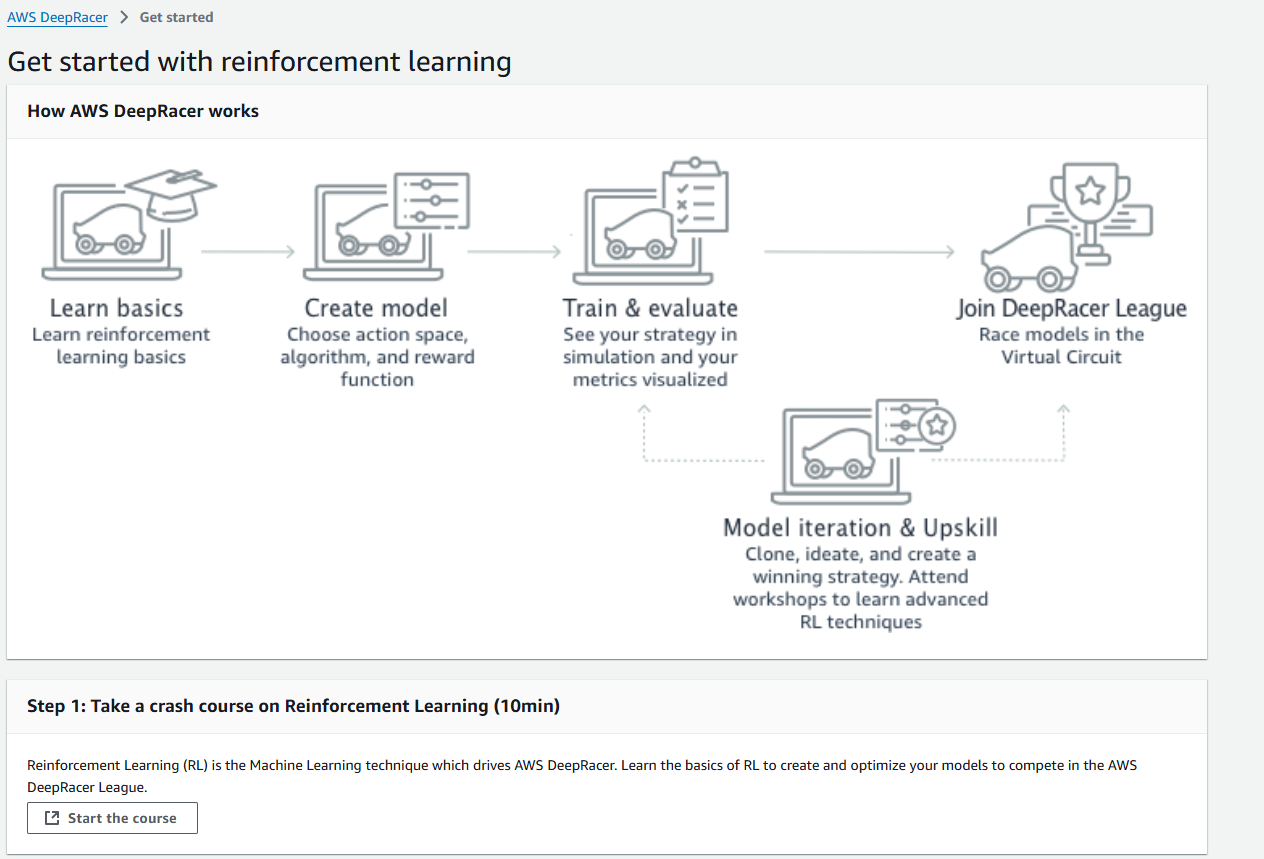 AWS DeepRacer > Get started
Get started with reinforcement learning
How AWS DeepRacer works
Learn basics
Learn reinforcement
learning basics
Create model
Choose action space,
algorithm, and reward
function
Train & evaluate
See your strategy in
simulation and your
metrics visualized
Join DeepRacer League
Race models in the
Virtual Circuit
Model iteration & Upskill
Clone, ideate, and create a
winning strategy. Attend
workshops to learn advanced
RL techniques
Step 1: Take a crash course on Reinforcement Learning (10min)
Reinforcement Learning (RL) is the Machine Learning technique which drives AWS DeepRacer. Learn the basics of RL to create and optimize your models to compete in the AWS
DeepRacer League.
Start the course